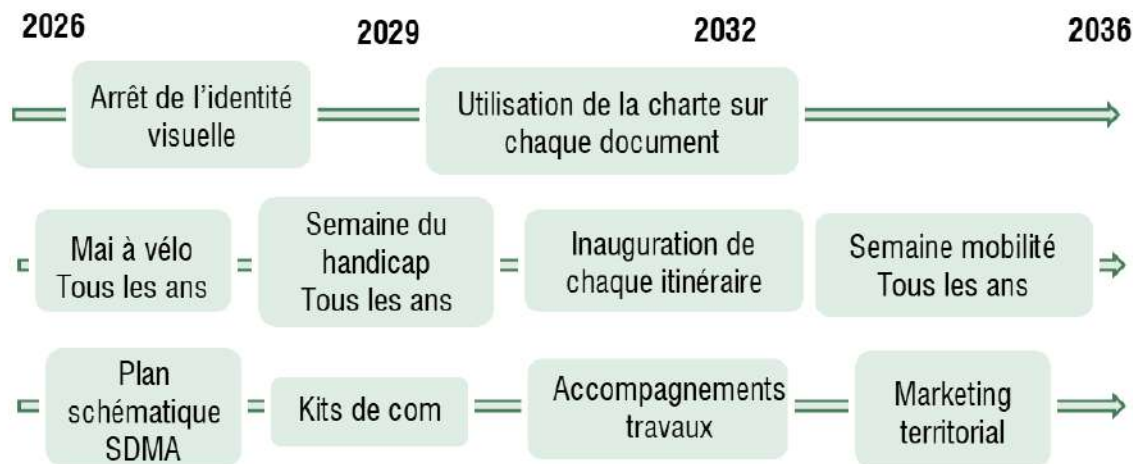 2026
2029
2032
2036
Arrêt de l'identité
visuelle
Utilisation de la charte sur
chaque document
Mai à vélo
Tous les ans
Semaine du
handicap
Tous les ans
Inauguration de
chaque itinéraire
Semaine mobilité
Tous les ans
Plan
schématique
SDMA
Kits de com
Accompagnements
travaux
Marketing
territorial